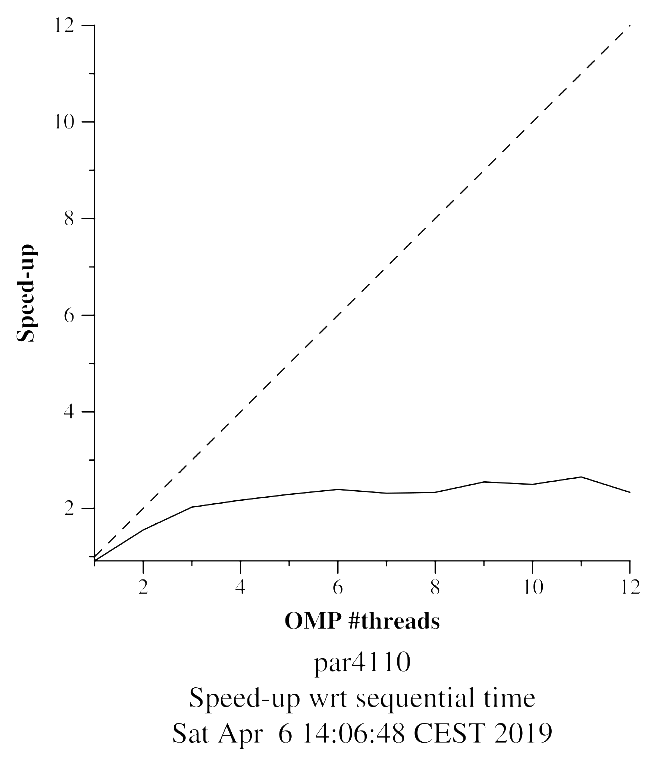 12
10
8
6
4
2
Speed-up
2 4 6 8 10 12
OMP #threads
par4110
Speed-up wrt sequential time
Sat Apr  6 14:06:48 CEST 2019